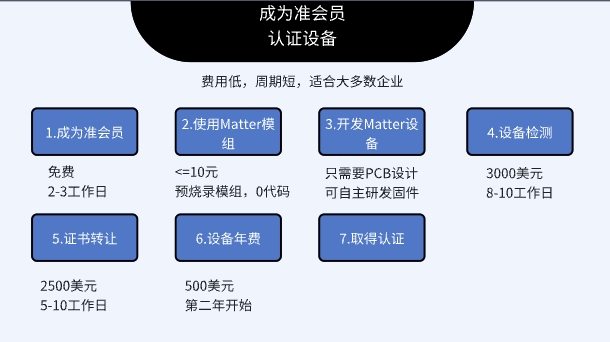 成为准会员
认证设备
费用低，周期短，适合大多数企业
1.成为准会员
2.使用Matter模
组
3.开发Matter设
备
4.设备检测
免费
2-3工作日
<=10元
预烧录模组，0代码
只需要PCB设计
可自主研发固件
3000美元
8-10工作日
5.证书转让
6.设备年费
7.取得认证
2500美元
5-10工作日
500美元
第二年开始